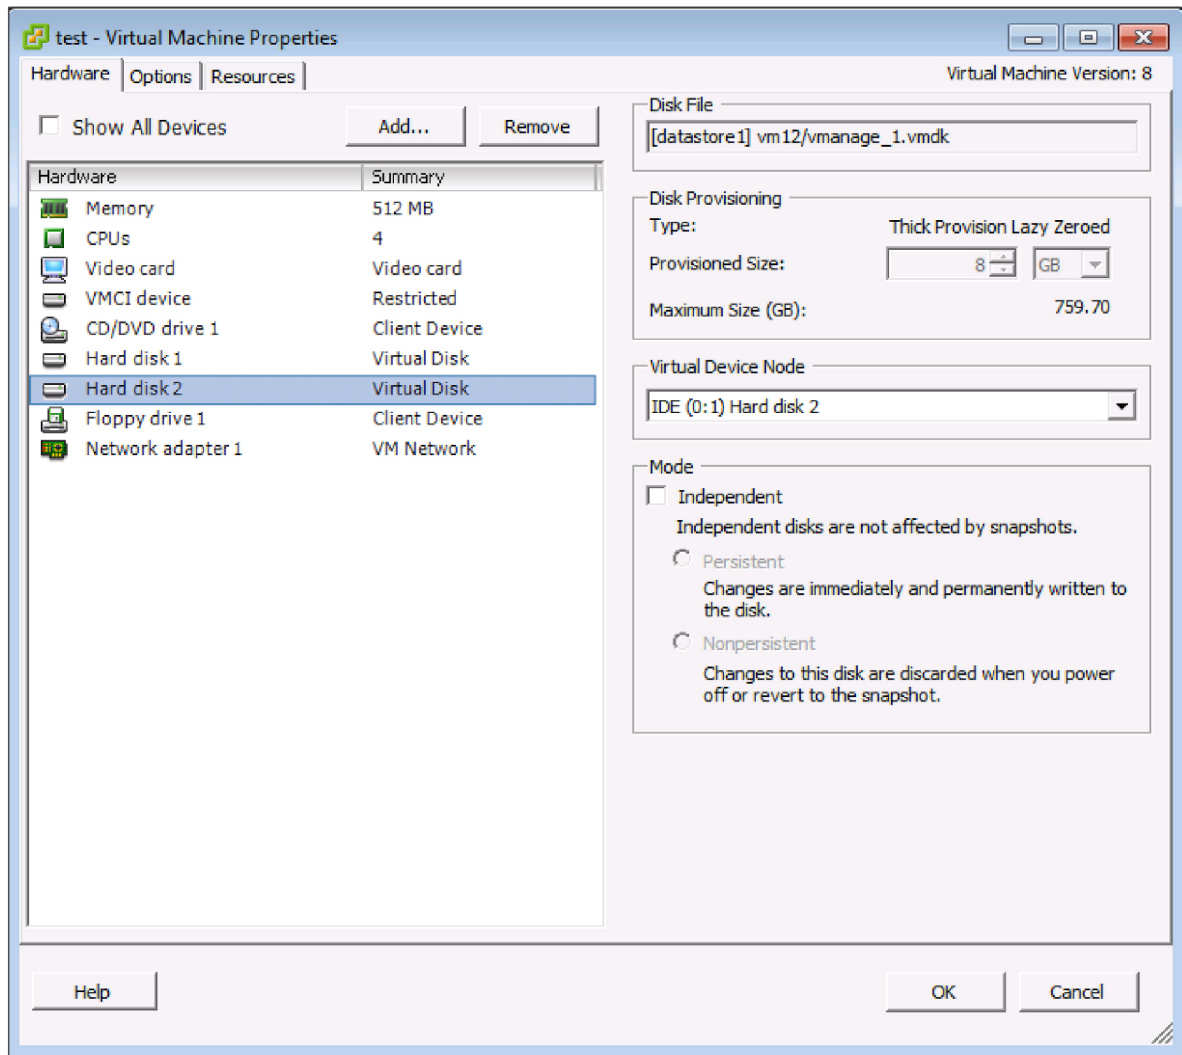 test - Virtual Machine Properties
Hardware Options Resources
Virtual Machine Version: 8
Show All Devices
Add...
Remove
Hardware Summary
Memory 512 MB
CPUs 4
Video card Video card
VMCI device Restricted
CD/DVD drive 1 Client Device
Hard disk 1 Virtual Disk
Hard disk 2 Virtual Disk
Floppy drive 1 Client Device
Network adapter 1 VM Network
Disk File
[datastore1] vm12/vmanage_1.vmdk
Disk Provisioning
Type: Thick Provision Lazy Zeroed
Provisioned Size: 8 GB
Maximum Size (GB): 759.70
Virtual Device Node
IDE (0:1) Hard disk 2
Mode
Independent
Independent disks are not affected by snapshots.
Persistent
Changes are immediately and permanently written to
the disk.
Nonpersistent
Changes to this disk are discarded when you power
off or revert to the snapshot.
Help
OK
Cancel